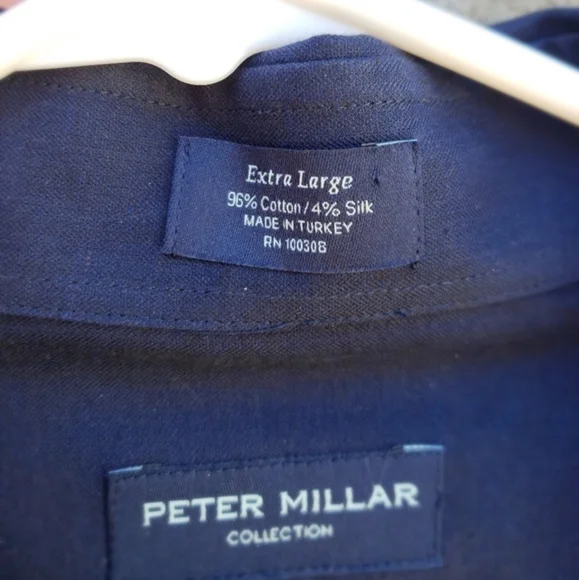 Extra Large
96% Cotton/4% Silk
MADE IN TURKEY
RN 100308
PETER MILLAR
COLLECTION